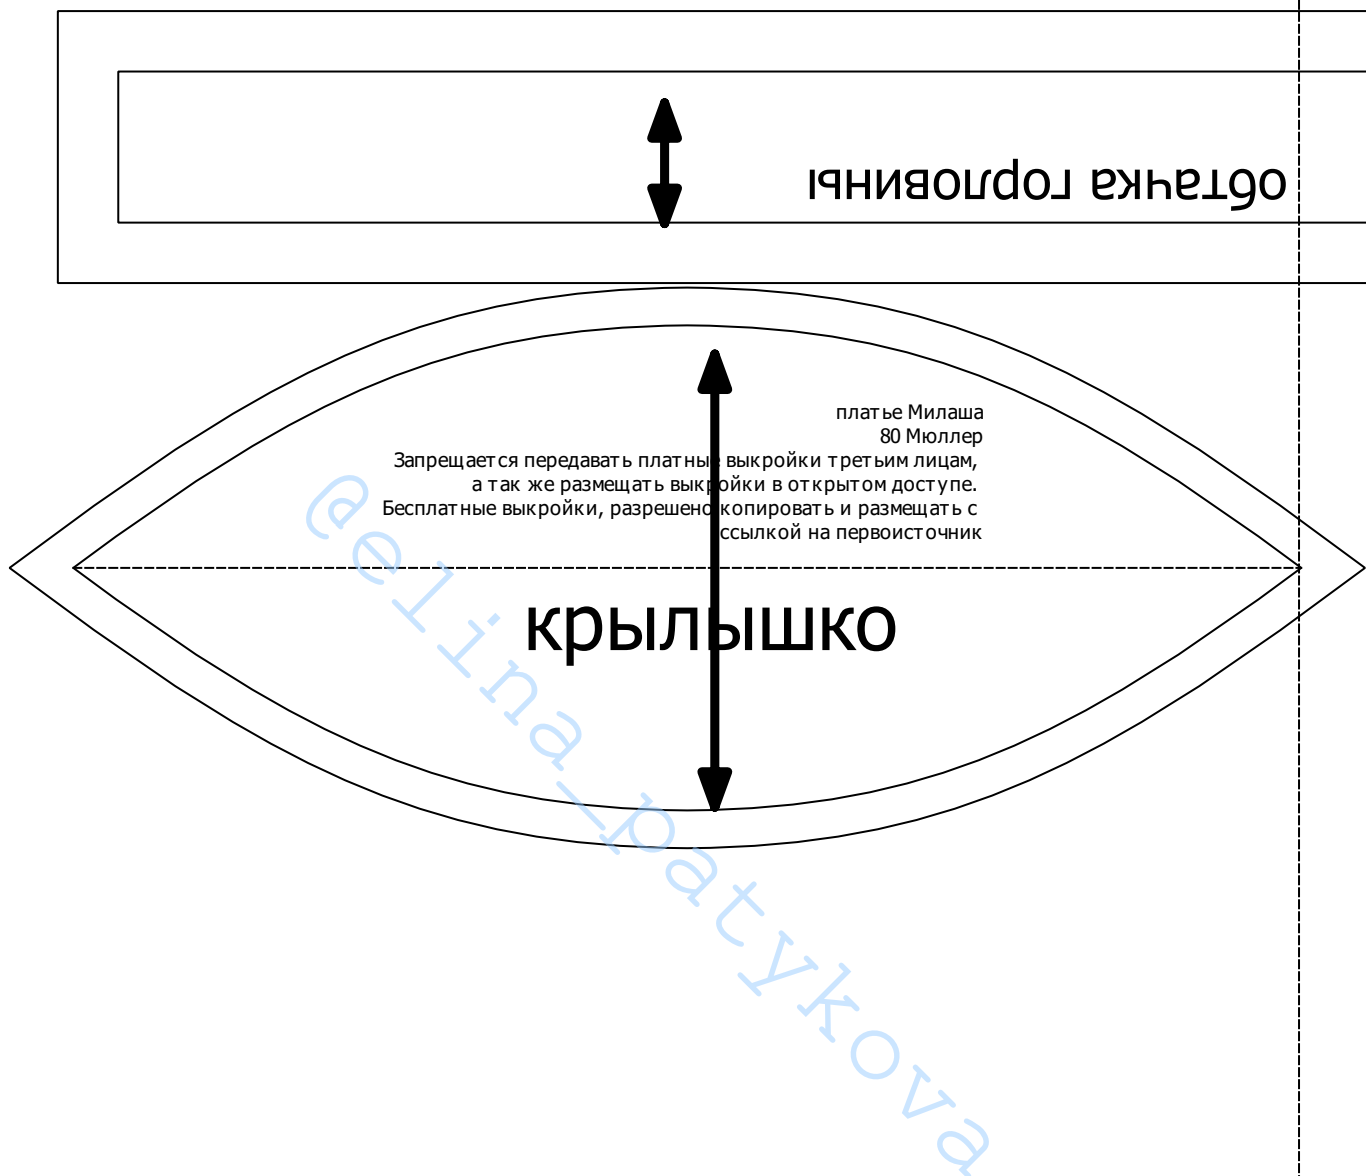 обтачка горловины
платье Милаша
80 Мюллер
Запрещается передавать платные выкройки третьим лицам,
а так же размещать выкройки в открытом доступе.
Бесплатные выкройки, разрешено копировать и размещать с
ссылкой на первоисточник
крылышко
@elina_patykova